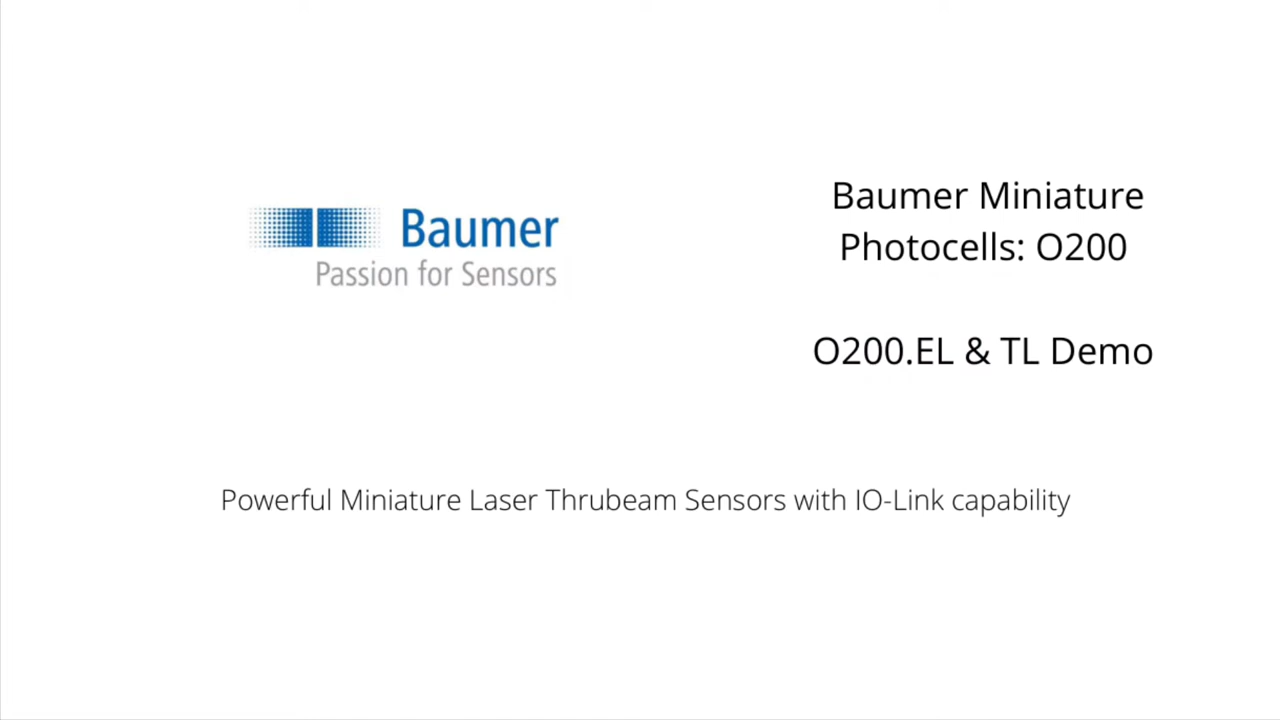 Baumer
Passion for Sensors
Baumer Miniature
Photocells: O200
O200.EL & TL Demo
Powerful Miniature Laser Thrubeam Sensors with IO-Link capability